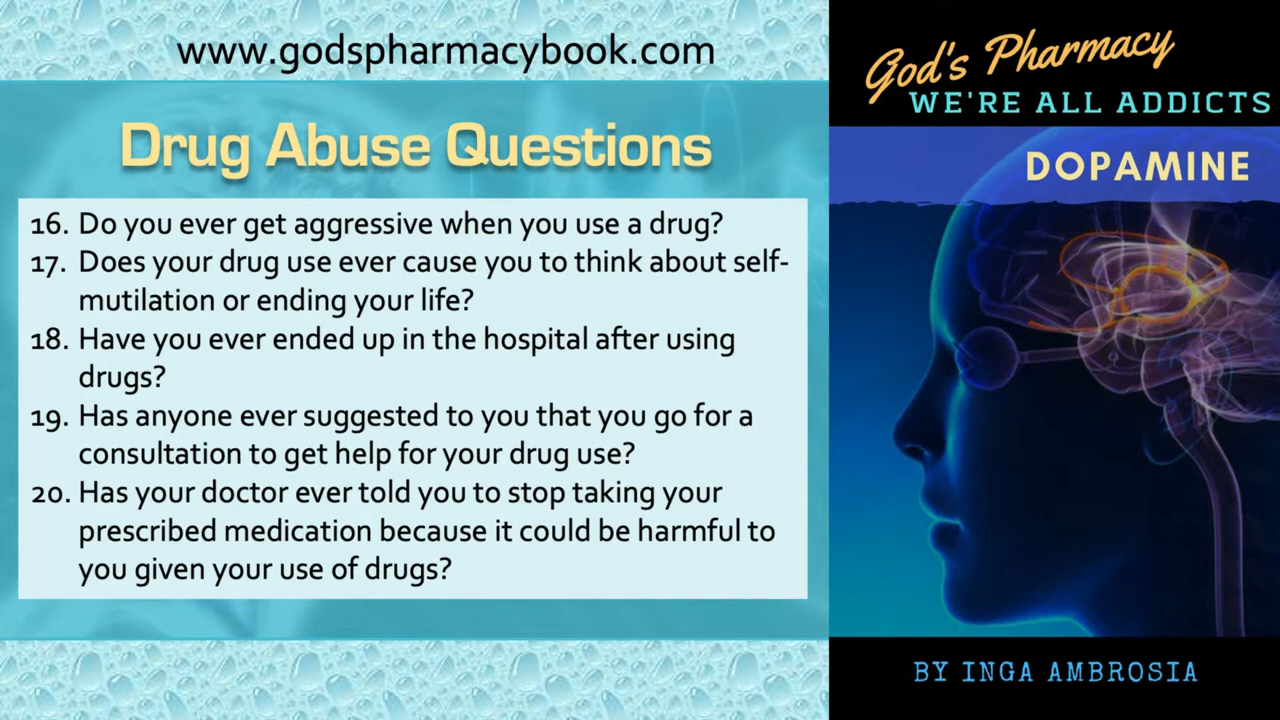 www.godspharmacybook.com
Drug Abuse Questions
16. Do you ever get aggressive when you use a drug?
17. Does your drug use ever cause you to think about self-
mutilation or ending your life?
18. Have you ever ended up in the hospital after using
drugs?
19. Has anyone ever suggested to you that you go for a
consultation to get help for your drug use?
20. Has your doctor ever told you to stop taking your
prescribed medication because it could be harmful to
you given your use of drugs?
God's Pharmacy
WE'RE ALL ADDICTS
DOPAMINE
BY INGA AMBROSIA